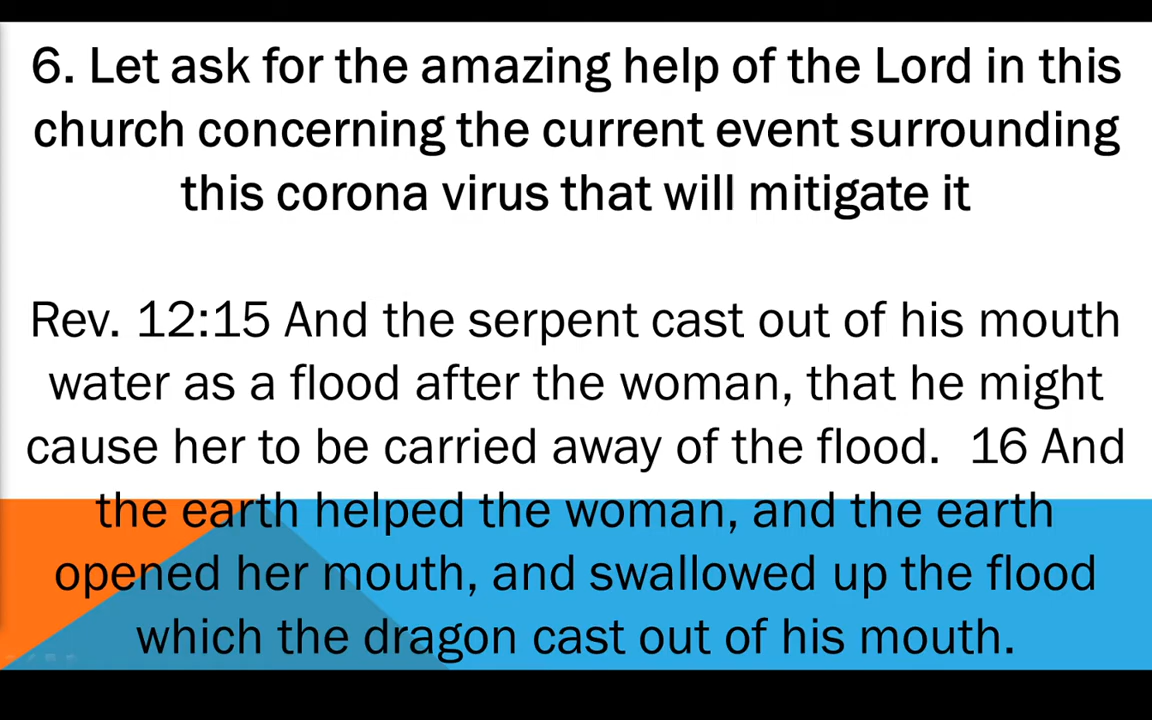 6. Let ask for the amazing help of the Lord in this
church concerning the current event surrounding
this corona virus that will mitigate it
Rev. 12:15 And the serpent cast out of his mouth
water as a flood after the woman, that he might
cause her to be carried away of the flood.  16 And
the earth helped the woman, and the earth
opened her mouth, and swallowed up the flood
which the dragon cast out of his mouth.